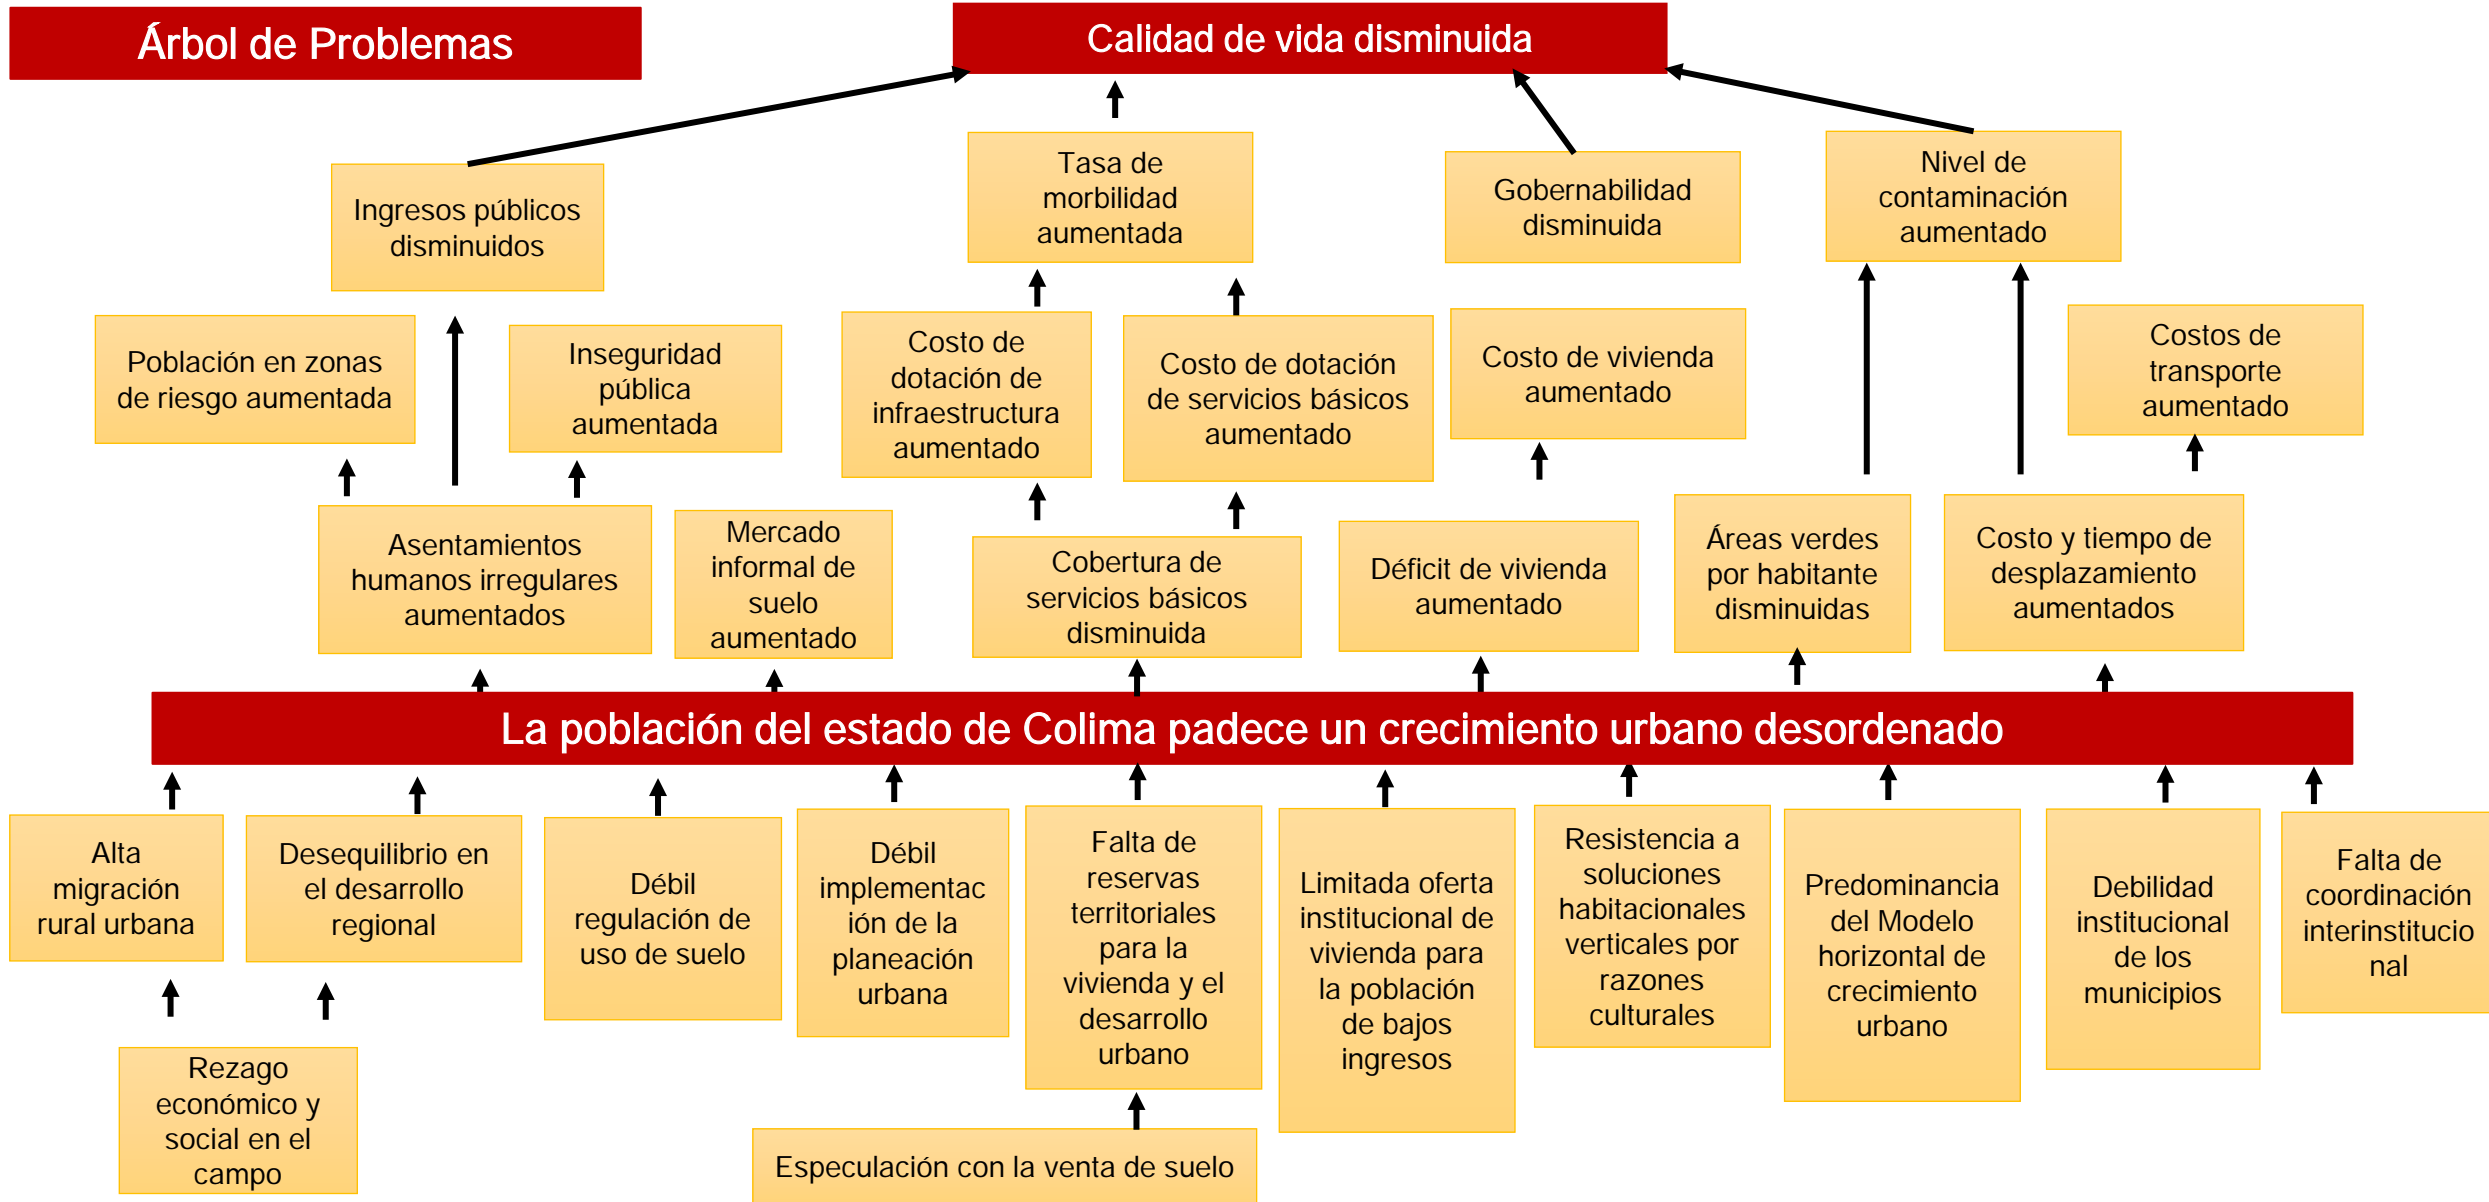 Árbol de Problemas
Calidad de vida disminuida
Ingresos públicos
disminuidos
Tasa de
morbilidad
aumentada
Gobernabilidad
disminuida
Nivel de
contaminación
aumentado
Población en zonas
de riesgo aumentada
Inseguridad
pública
aumentada
Costo de
dotación de
infraestructura
aumentado
Costo de dotación
de servicios básicos
aumentado
Costo de vivienda
aumentado
Costos de
transporte
aumentado
Asentamientos
humanos irregulares
aumentados
Mercado
informal de
suelo
aumentado
Cobertura de
servicios básicos
disminuida
Déficit de vivienda
aumentado
Áreas verdes
por habitante
disminuidas
Costo y tiempo de
desplazamiento
aumentados
La población del estado de Colima padece un crecimiento urbano desordenado
Alta
migración
rural urbana
Desequilibrio en
el desarrollo
regional
Débil
regulación de
uso de suelo
Débil
implementac
ión de la
planeación
urbana
Falta de
reservas
territoriales
para la
vivienda y el
desarrollo
urbano
Limitada oferta
institucional de
vivienda para
la población
de bajos
ingresos
Resistencia a
soluciones
habitacionales
verticales por
razones
culturales
Predominancia
del Modelo
horizontal de
crecimiento
urbano
Debilidad
institucional
de los
municipios
Falta de
coordinación
interinstitucio
nal
Rezago
económico y
social en el
campo
Especulación con la venta de suelo